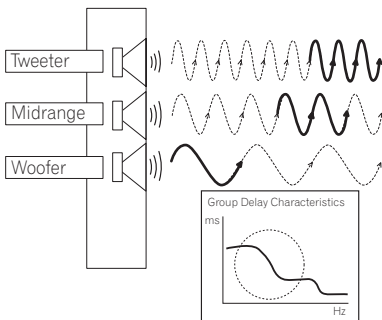 Tweeter
Midrange
Woofer
Group Delay Characteristics
ms
Hz